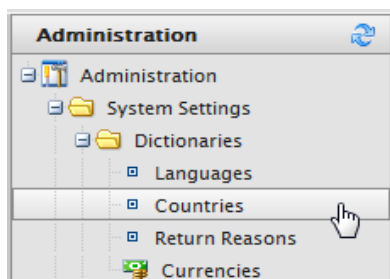 Administration
Administration
System Settings
Dictionaries
Languages
Countries
Return Reasons
Currencies